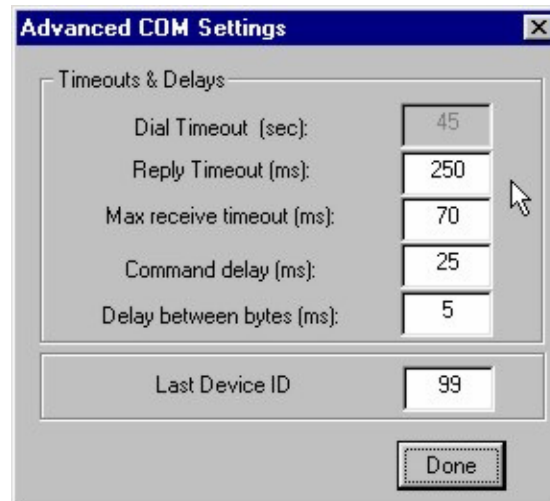 Advanced COM Settings
Timeouts & Delays
Dial Timeout (sec): 45
Reply Timeout (ms): 250
Max receive timeout (ms): 70
Command delay (ms): 25
Delay between bytes (ms): 5
Last Device ID 99
Done